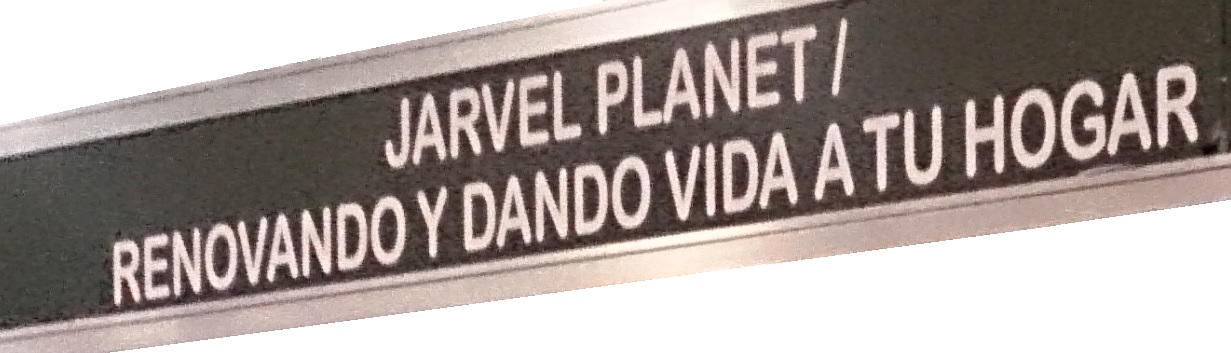 JARVEL PLANET /
RENOVANDO Y DANDO VIDA A TU HOGAR